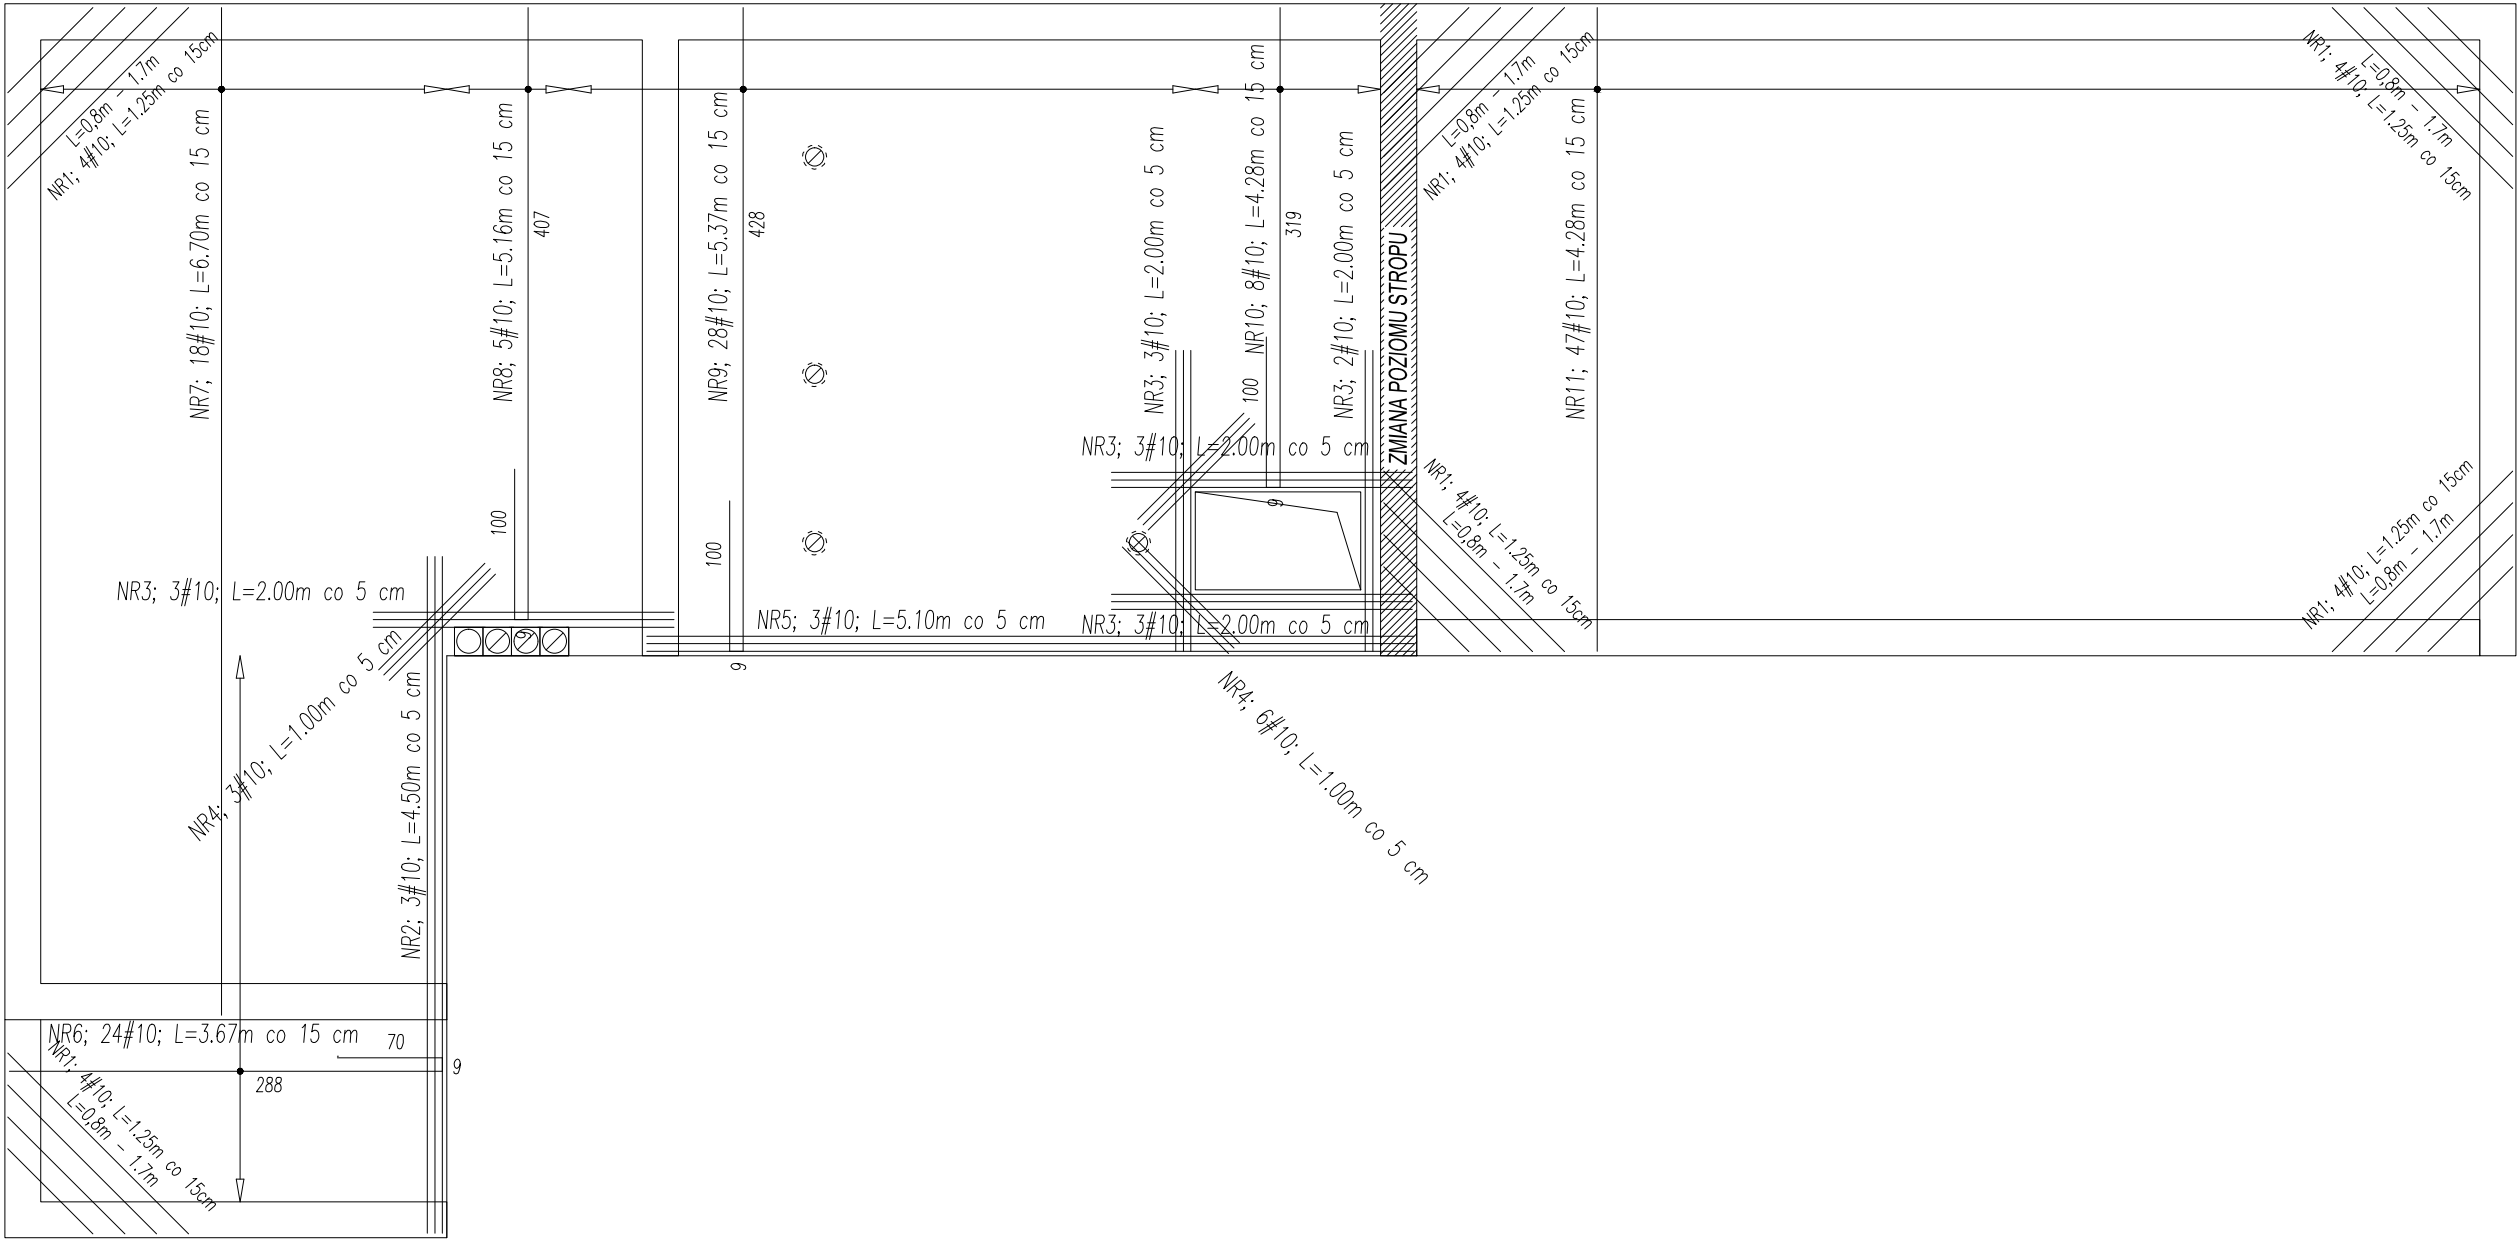 L=0,8m - 1.7m
NR1; 4#10; L=1.25m co 15cm
NR7; 18#10; L=6.70m co 15 cm
NR8; 5#10; L=5.16m co 15 cm
407
100
9
NR9; 28#10; L=5.37m co 15 cm
428
100
9
NR3; 3#10; L=2.00m co 5 cm
NR10; 8#10; L=4.28m co 15 cm
319
100
9
NR3; 2#10; L=2.00m co 5 cm
ZMIANA POZIOMU STROPU
L=0,8m - 1.7m
NR1; 4#10; L=1.25m co 15cm
NR11; 47#10; L=4.28m co 15 cm
L=0,8m - 1.7m
NR1; 4#10; L=1.25m co 15cm
NR3; 3#10; L=2.00m co 5 cm
NR1; 4#10; L=1.25m co 15cm
L=0,8m - 1.7m
NR1; 4#10; L=1.25m co 15cm
L=0,8m - 1.7m
NR3; 3#10; L=2.00m co 5 cm
NR5; 3#10; L=5.10m co 5 cm
NR3; 3#10; L=2.00m co 5 cm
NR4; 3#10; L=1.00m co 5 cm
NR2; 3#10; L=4.50m co 5 cm
NR4; 6#10; L=1.00m co 5 cm
NR6; 24#10; L=3.67m co 15 cm
70
9
288
NR1; 4#10; L=1.25m co 15cm
L=0,8m - 1.7m